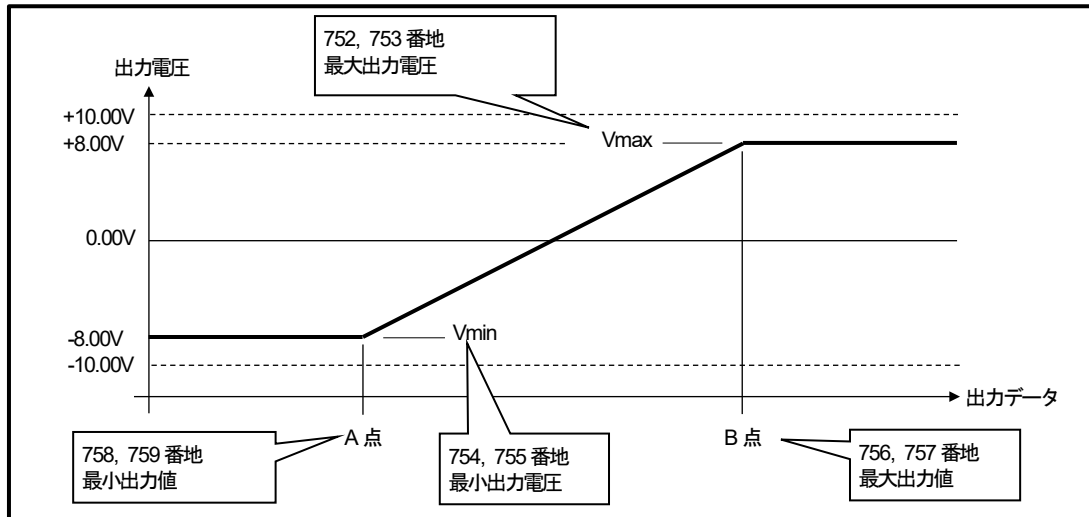 752, 753 番地
最大出力電圧
出力電圧
+10.00V
+8.00V
Vmax
0.00V
-8.00V
Vmin
-10.00V
出力データ
A 点
B 点
758, 759 番地
最小出力値
754, 755 番地
最小出力電圧
756, 757 番地
最大出力値